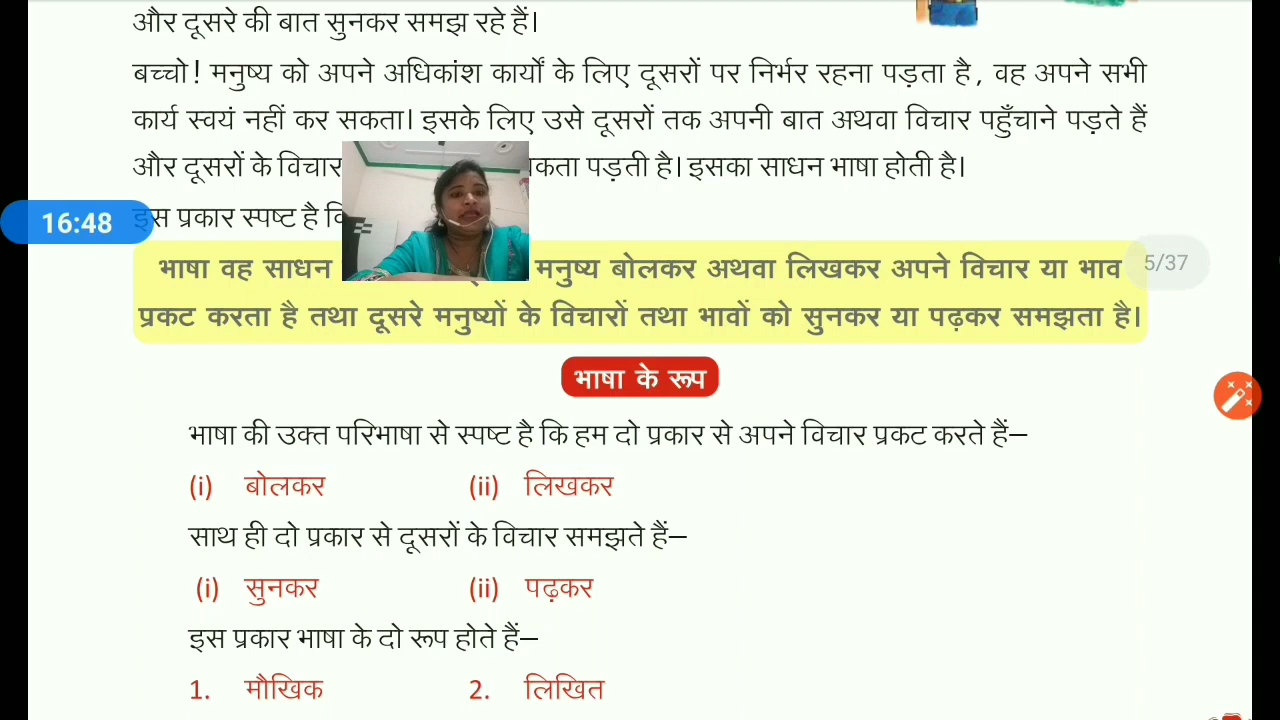 और दूसरे की बात सुनकर समझ रहे हैं।
बच्चो! मनुष्य को अपने अधिकांश कार्यों के लिए दूसरों पर निर्भर रहना पड़ता है, वह अपने सभी
कार्य स्वयं नहीं कर सकता। इसके लिए उसे दूसरों तक अपनी बात अथवा विचार पहुँचाने पड़ते हैं
और दूसरों के विचार पड़ती है। इसका साधन भाषा होती है।
16:48
इस प्रकार स्पष्ट है
भाषा वह साधन मनुष्य बोलकर अथवा लिखकर अपने विचार या भाव
5/37
प्रकट करता है तथा दूसरे मनुष्यों के विचारों तथा भावों को सुनकर या पढ़कर समझता है।
भाषा के रूप
भाषा की उक्त परिभाषा से स्पष्ट है कि हम दो प्रकार से अपने विचार प्रकट करते हैं—
(i) बोलकर (ii) लिखकर
साथ ही दो प्रकार से दूसरों के विचार समझते हैं—
(i) सुनकर (ii) पढ़कर
इस प्रकार भाषा के दो रूप होते हैं—
1. मौखिक 2. लिखित